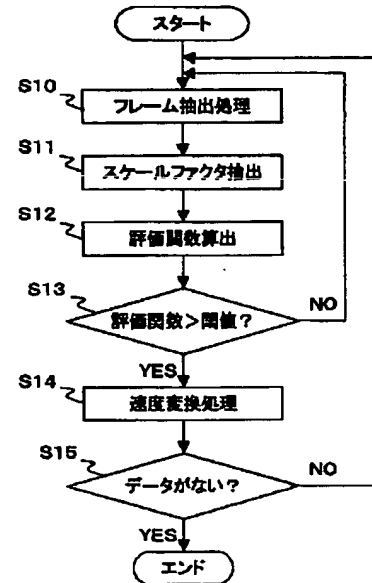 スタート
S10
フレーム抽出処理
S11
スケールファクタ抽出
S12
評価関数算出
S13
評価関数>閾値?
NO
YES
S14
速度変換処理
S15
データがない?
NO
YES
エンド